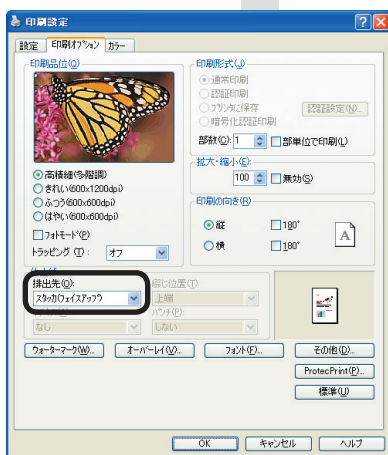 印刷設定
設定 印刷オプション カラー
印刷品位(Q)
高精細(多階調)
きれい(600x1200dpi)
ふつう(600x600dpi)
はやい(600x600dpi)
フォトモード(P)
トラッピング (T): オフ
印刷形式(J)
通常印刷
認証印刷
プリンタに保存
暗号化認証印刷
認証設定(N)...
部数(C): 1 部単位で印刷(L)
拡大・縮小(E):
100 無効(S)
印刷の向き(R)
縦 180°
横 180°
A
排出先(O):
スタッカ(フェイスアップ)
綴じ位置(T):
上端
なし
パンチ(P):
しない
ウォーターマーク(W)... オーバーレイ(V)... フォント(F)... その他(D)...
ProtecPrint(P)...
標準(U)
OK キャンセル ヘルプ